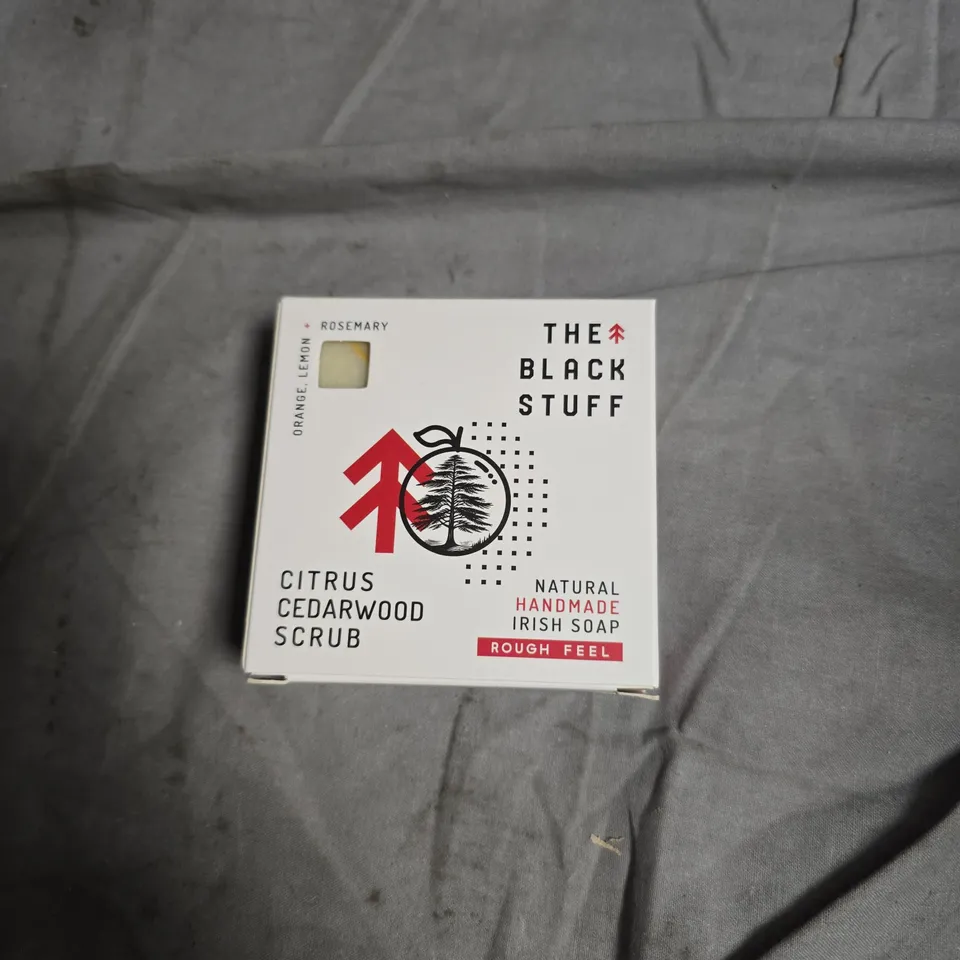 ORANGE, LEMON + ROSEMARY
THE
BLACK
STUFF
CITRUS
CEDARWOOD
SCRUB
NATURAL
HANDMADE
IRISH SOAP
ROUGH FEEL